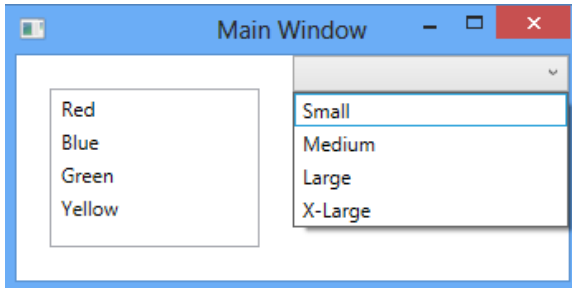 Main Window
Red
Blue
Green
Yellow
Small
Medium
Large
X-Large